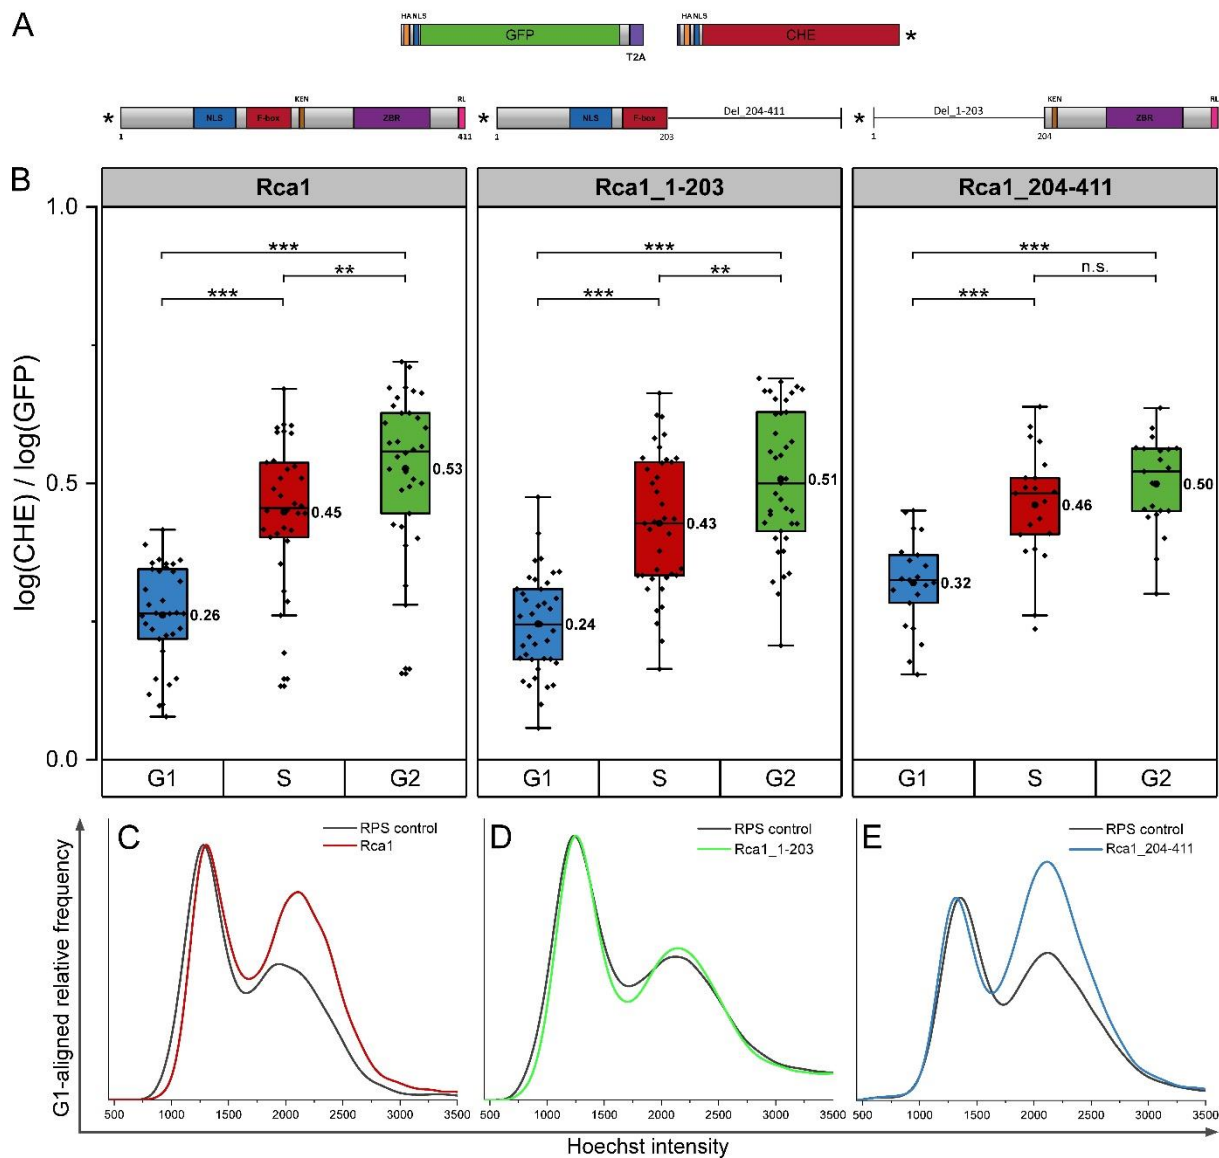 A
HA NLS
GFP
T2A
HA NLS
CHE
*
*
NLS
F-box
KEN
ZBR
RL
1
411
*
NLS
F-box
Del_204-411
1
203
*
Del_1-203
KEN
ZBR
RL
1
204
411
B
Rca1
Rca1_1-203
Rca1_204-411
log(CHE) / log(GFP)
1.0
0.5
0.0
***
**
***
0.26
0.45
0.53
***
**
***
0.24
0.43
0.51
***
n.s.
***
0.32
0.46
0.50
G1 S G2
G1 S G2
G1 S G2
G1-aligned relative frequency
C
RPS control
Rca1
500 1000 1500 2000 2500 3000 3500
D
RPS control
Rca1_1-203
500 1000 1500 2000 2500 3000 3500
E
RPS control
Rca1_204-411
500 1000 1500 2000 2500 3000 3500
Hoechst intensity